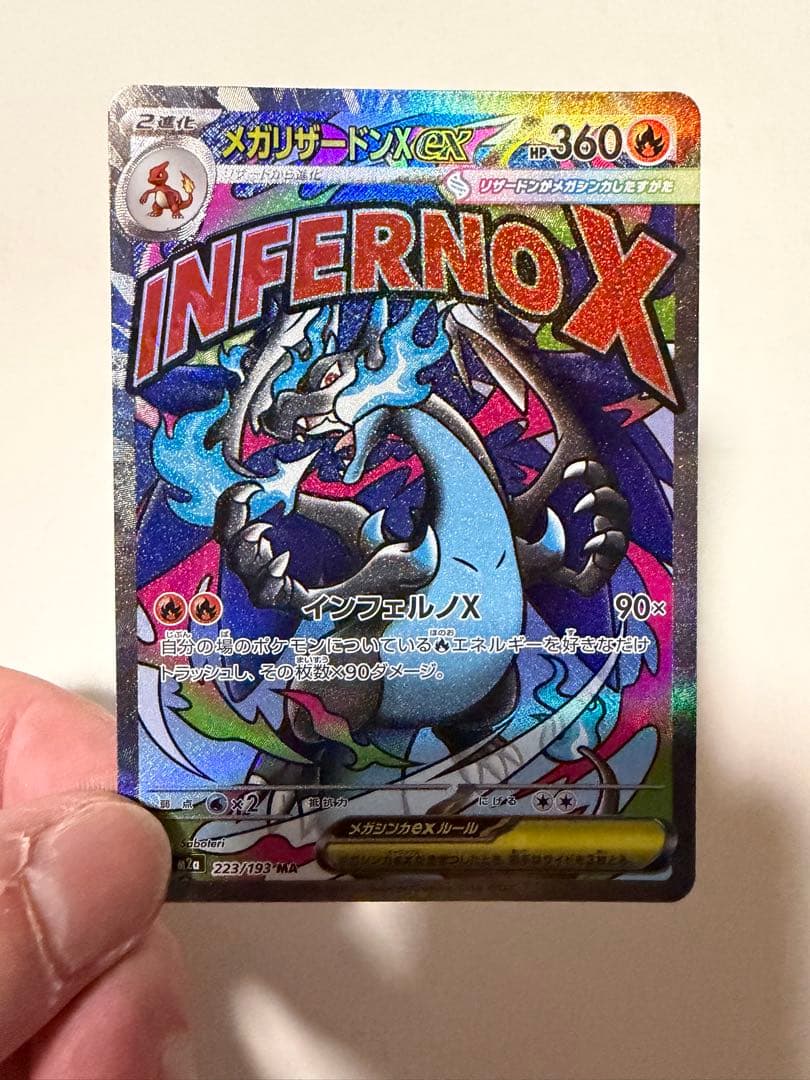 2進化
メガリザードンXex
HP360
リザードから進化
リザードンがメガシンカしたすがた
INFERNO X
インフェルノX 90×
自分の場のポケモンについているエネルギーを好きなだけ
トラッシュし、その枚数×90ダメージ。
弱点 ×2 抵抗力 にげる
メガシンカexルール
Saboteri
m2a 223/193 MA